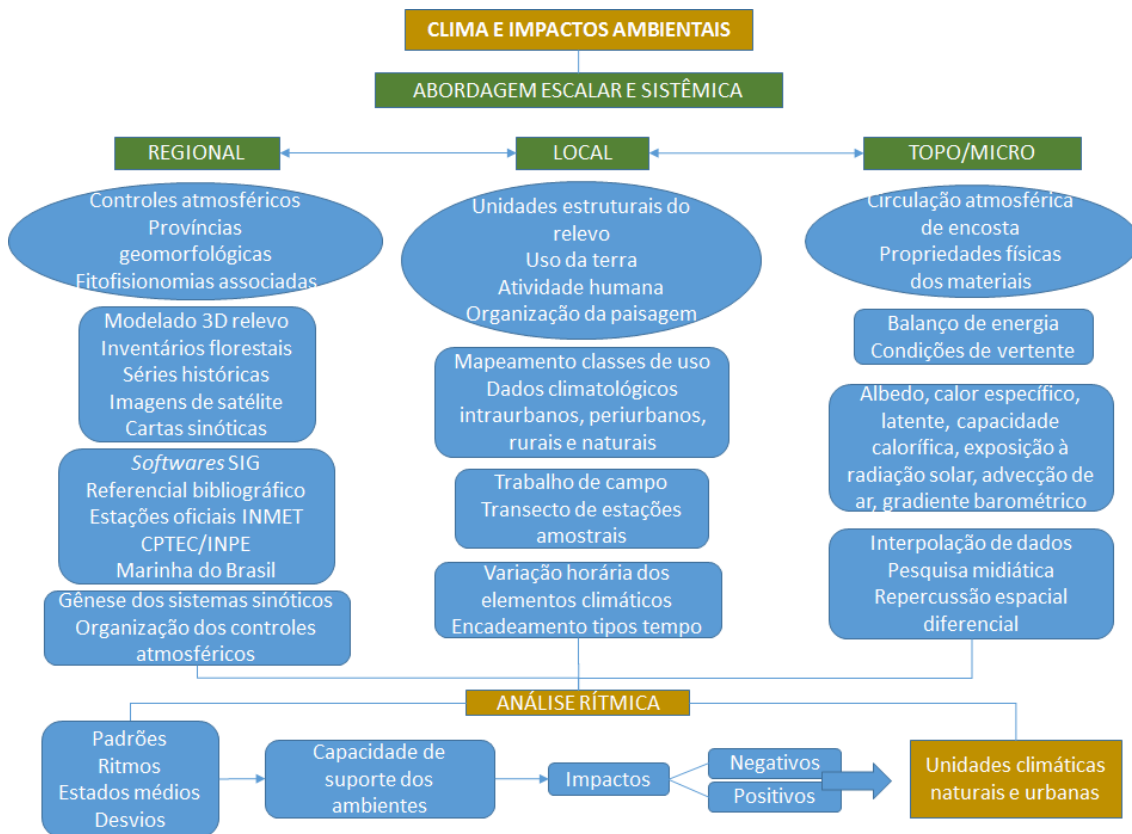 CLIMA E IMPACTOS AMBIENTAIS
ABORDAGEM ESCALAR E SISTÊMICA
REGIONAL
Controles atmosféricos
Províncias
geomorfológicas
Fitofisionomias associadas
Modelado 3D relevo
Inventários florestais
Séries históricas
Imagens de satélite
Cartas sinóticas
Softwares SIG
Referencial bibliográfico
Estações oficiais INMET
CPTEC/INPE
Marinha do Brasil
Gênese dos sistemas sinóticos
Organização dos controles
atmosféricos
LOCAL
Unidades estruturais do
relevo
Uso da terra
Atividade humana
Organização da paisagem
Mapeamento classes de uso
Dados climatológicos
intraurbanos, periurbanos,
rurais e naturais
Trabalho de campo
Transecto de estações
amostrais
Variação horária dos
elementos climáticos
Encadeamento tipos tempo
TOPO/MICRO
Circulação atmosférica
de encosta
Propriedades físicas
dos materiais
Balanço de energia
Condições de vertente
Albedo, calor específico,
latente, capacidade
calorífica, exposição à
radiação solar, advecção de
ar, gradiente barométrico
Interpolação de dados
Pesquisa midiática
Repercussão espacial
diferencial
ANÁLISE RÍTMICA
Padrões
Ritmos
Estados médios
Desvios
Capacidade de
suporte dos
ambientes
Impactos
Negativos
Positivos
Unidades climáticas
naturais e urbanas